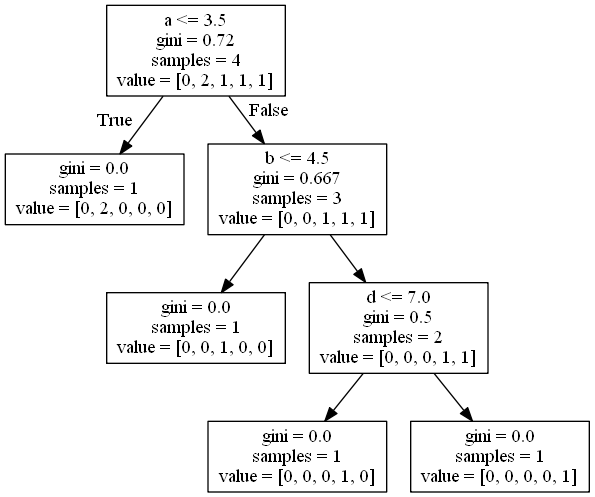 a <= 3.5
gini = 0.72
samples = 4
value = [0, 2, 1, 1, 1]
True
False
gini = 0.0
samples = 1
value = [0, 2, 0, 0, 0]
b <= 4.5
gini = 0.667
samples = 3
value = [0, 0, 1, 1, 1]
gini = 0.0
samples = 1
value = [0, 0, 1, 0, 0]
d <= 7.0
gini = 0.5
samples = 2
value = [0, 0, 0, 1, 1]
gini = 0.0
samples = 1
value = [0, 0, 0, 1, 0]
gini = 0.0
samples = 1
value = [0, 0, 0, 0, 1]